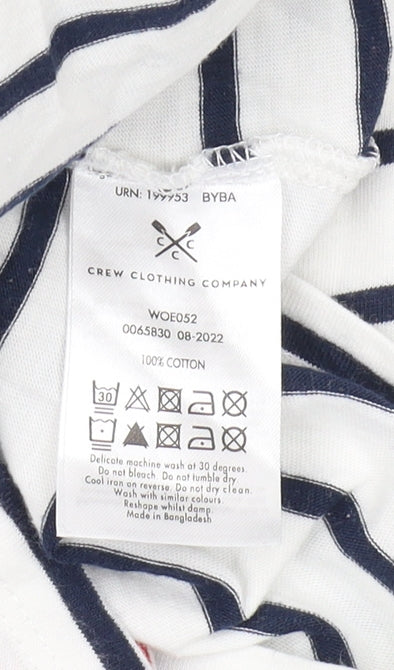 URN: 199953 BYBA
C C
C
CREW CLOTHING COMPANY
WOE052
0065830 08-2022
100% COTTON
30
Delicate machine wash at 30 degrees.
Do not bleach. Do not tumble dry.
Cool iron on reverse. Do not dry clean.
Wash with similar colours.
Reshape whilst damp.
Made in Bangladesh